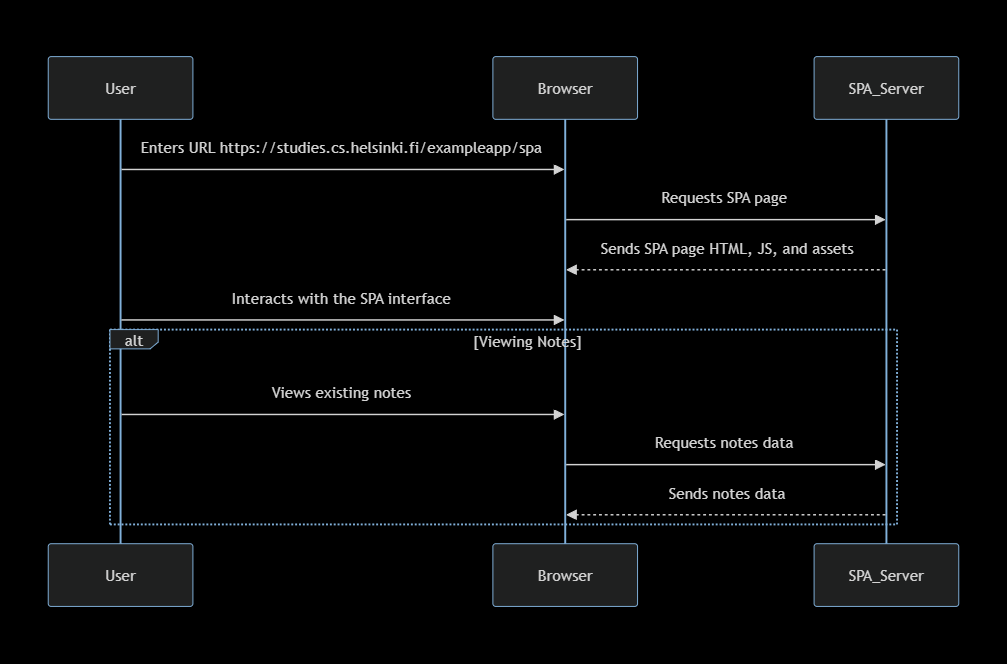 User
Browser
SPA_Server
Enters URL https://studies.cs.helsinki.fi/exampleapp/spa
Requests SPA page
Sends SPA page HTML, JS, and assets
Interacts with the SPA interface
alt
[Viewing Notes]
Views existing notes
Requests notes data
Sends notes data
User
Browser
SPA_Server